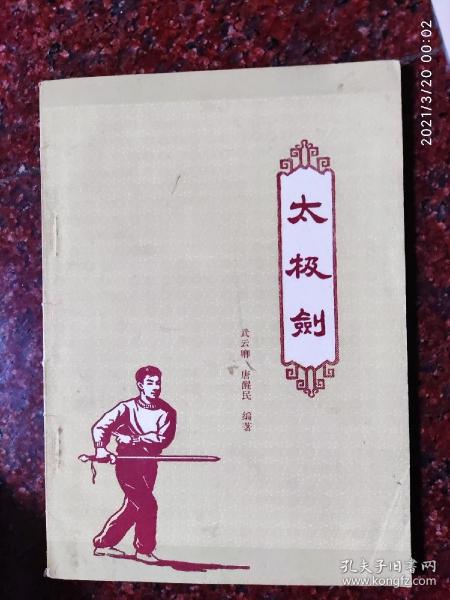 太极劍
武云卿 唐醒民 编著
2021/3/20 00:02
孔夫子旧书网
www.kongfz.com